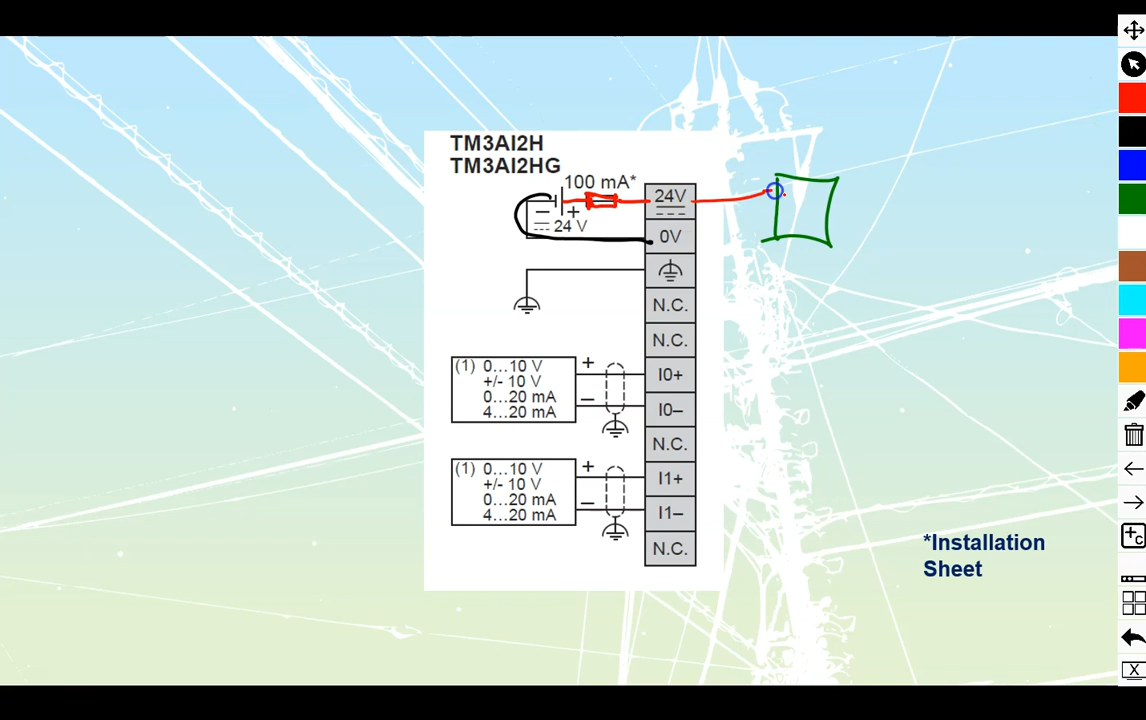 TM3AI2H
TM3AI2HG
100 mA*
24V
+
24 V
0V
N.C.
N.C.
(1) 0...10 V
+/- 10 V
0...20 mA
4...20 mA
+
–
I0+
I0–
N.C.
(1) 0...10 V
+/- 10 V
0...20 mA
4...20 mA
+
–
I1+
I1–
N.C.
*Installation
Sheet
+C
X